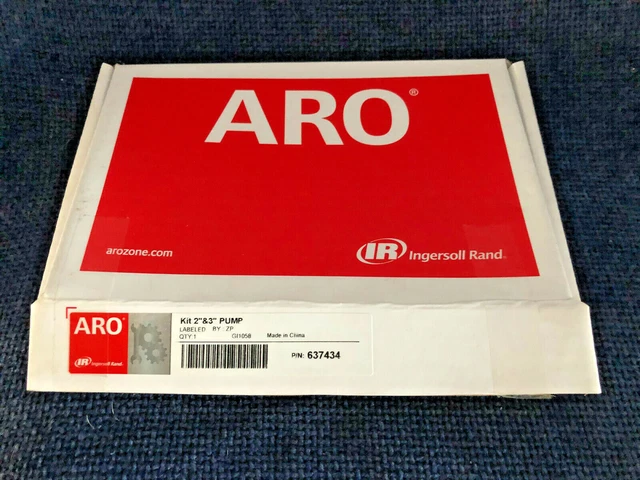 ARO®
arozone.com
IR Ingersoll Rand
ARO
IR Ingersoll Rand
Kit 2"&3" PUMP
LABELED BY : ZP
QTY 1 GI1058 Made in China
P/N: 637434